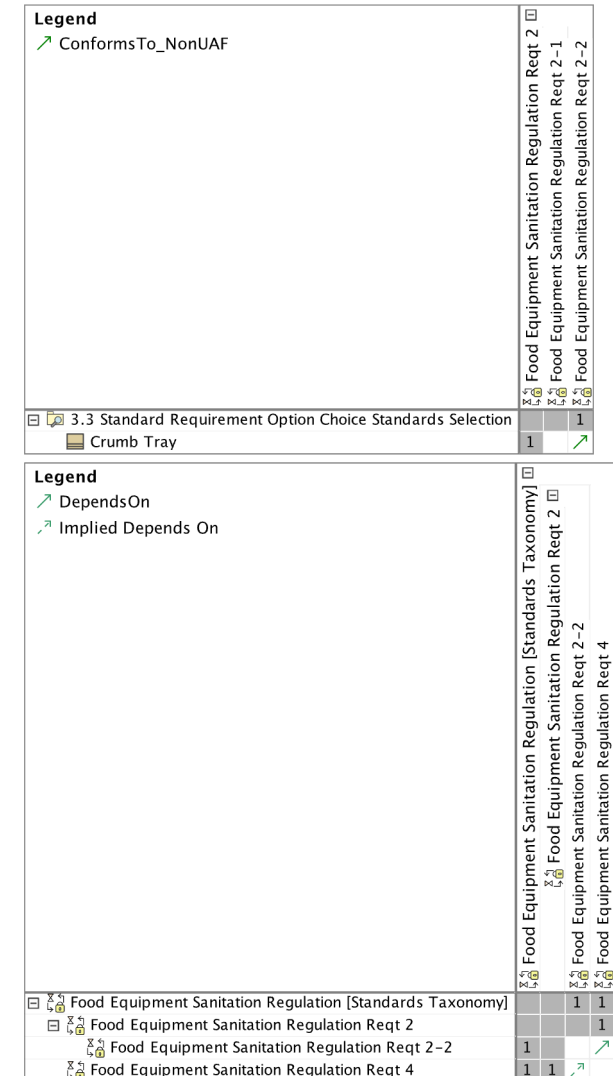 Legend
ConformsTo_NonUAF
Food Equipment Sanitation Regulation Reqt 2
Food Equipment Sanitation Regulation Reqt 2-1
Food Equipment Sanitation Regulation Reqt 2-2
3.3 Standard Requirement Option Choice Standards Selection 1
Crumb Tray 1
Legend
DependsOn
Implied Depends On
Food Equipment Sanitation Regulation [Standards Taxonomy]
Food Equipment Sanitation Regulation Reqt 2
Food Equipment Sanitation Regulation Reqt 2-2
Food Equipment Sanitation Regulation Reqt 4
Food Equipment Sanitation Regulation [Standards Taxonomy] 1 1
Food Equipment Sanitation Regulation Reqt 2 1
Food Equipment Sanitation Regulation Reqt 2-2 1
Food Equipment Sanitation Regulation Reqt 4 1 1